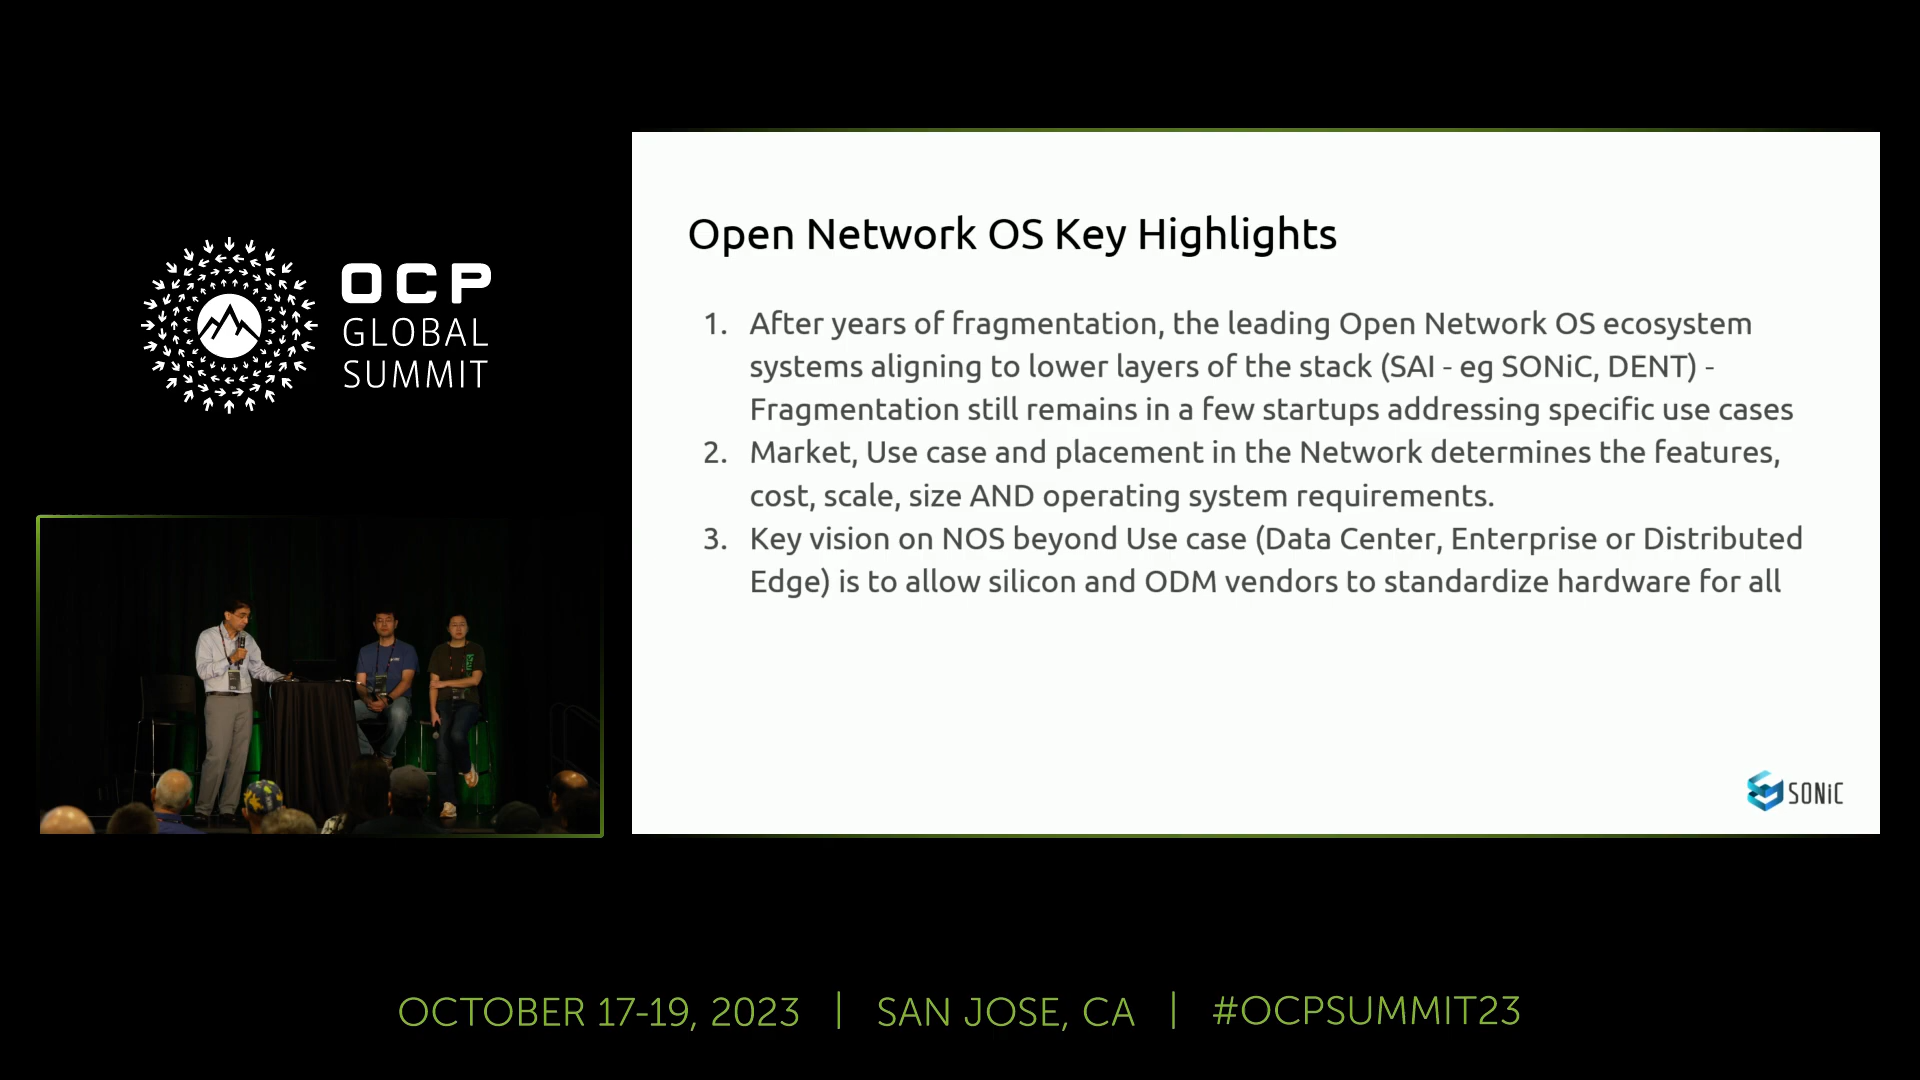 OCP
GLOBAL
SUMMIT
Open Network OS Key Highlights
1. After years of fragmentation, the leading Open Network OS ecosystem
systems aligning to lower layers of the stack (SAI - eg SONiC, DENT) -
Fragmentation still remains in a few startups addressing specific use cases
2. Market, Use case and placement in the Network determines the features,
cost, scale, size AND operating system requirements.
3. Key vision on NOS beyond Use case (Data Center, Enterprise or Distributed
Edge) is to allow silicon and ODM vendors to standardize hardware for all
SONiC
OCTOBER 17-19, 2023 | SAN JOSE, CA | #OCPSUMMIT23